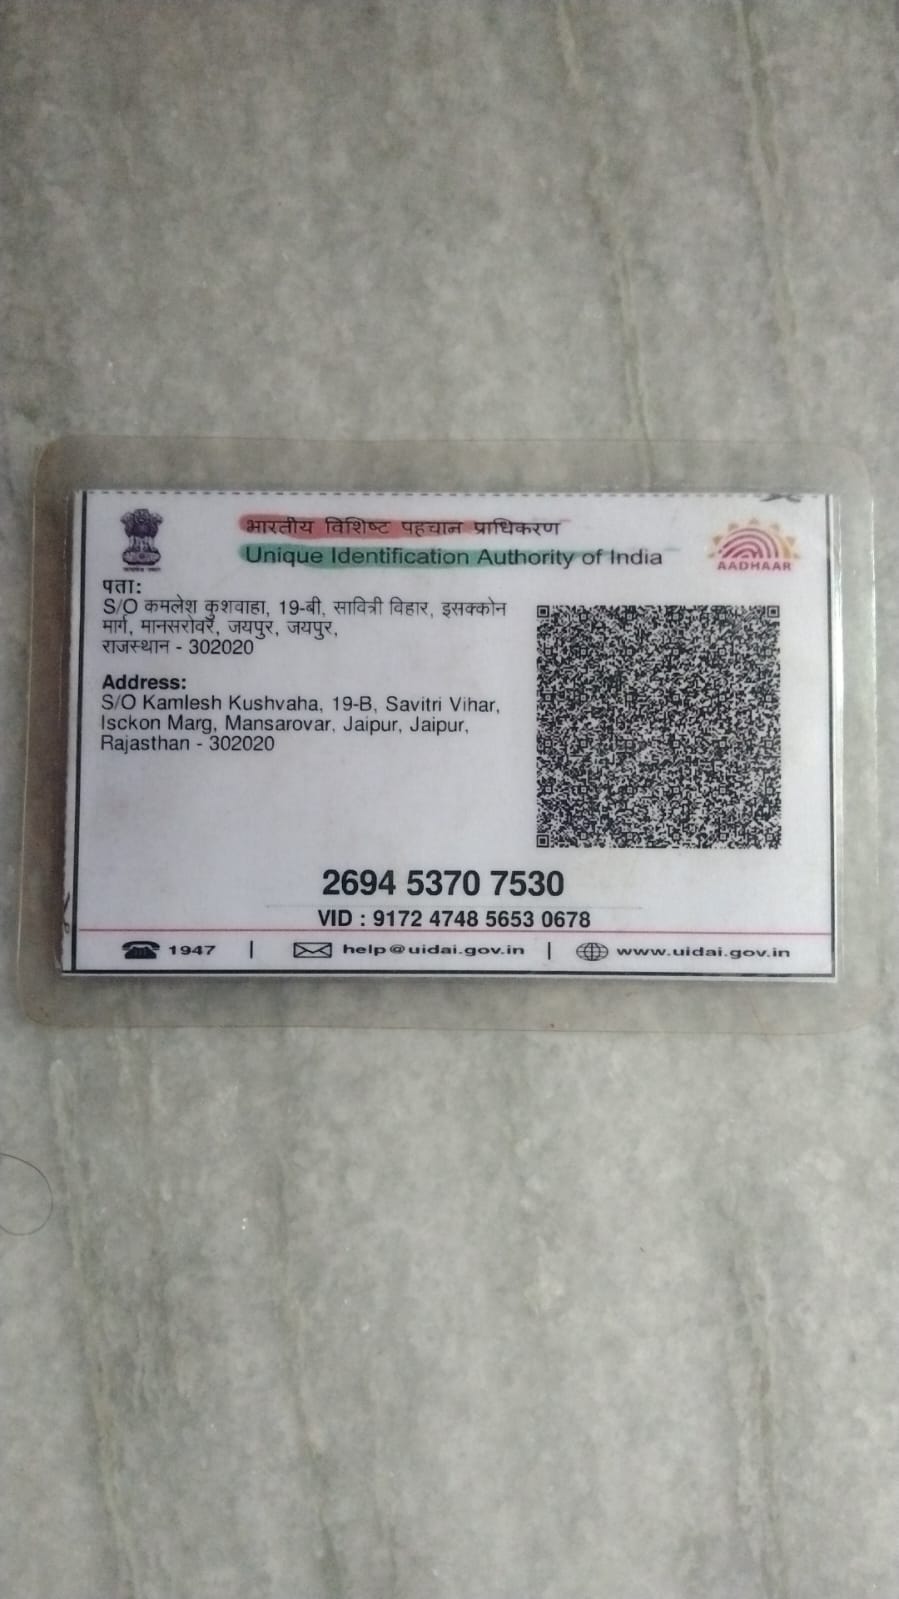 भारतीय विशिष्ट पहचान प्राधिकरण
Unique Identification Authority of India
AADHAAR
पता:
S/O कमलेश कुशवाहा, 19-बी, सावित्री विहार, इसक्कोन
मार्ग, मानसरोवर, जयपुर, जयपुर,
राजस्थान - 302020
Address:
S/O Kamlesh Kushvaha, 19-B, Savitri Vihar,
Isckon Marg, Mansarovar, Jaipur, Jaipur,
Rajasthan - 302020
2694 5370 7530
VID : 9172 4748 5653 0678
1947 | help@uidai.gov.in | www.uidai.gov.in